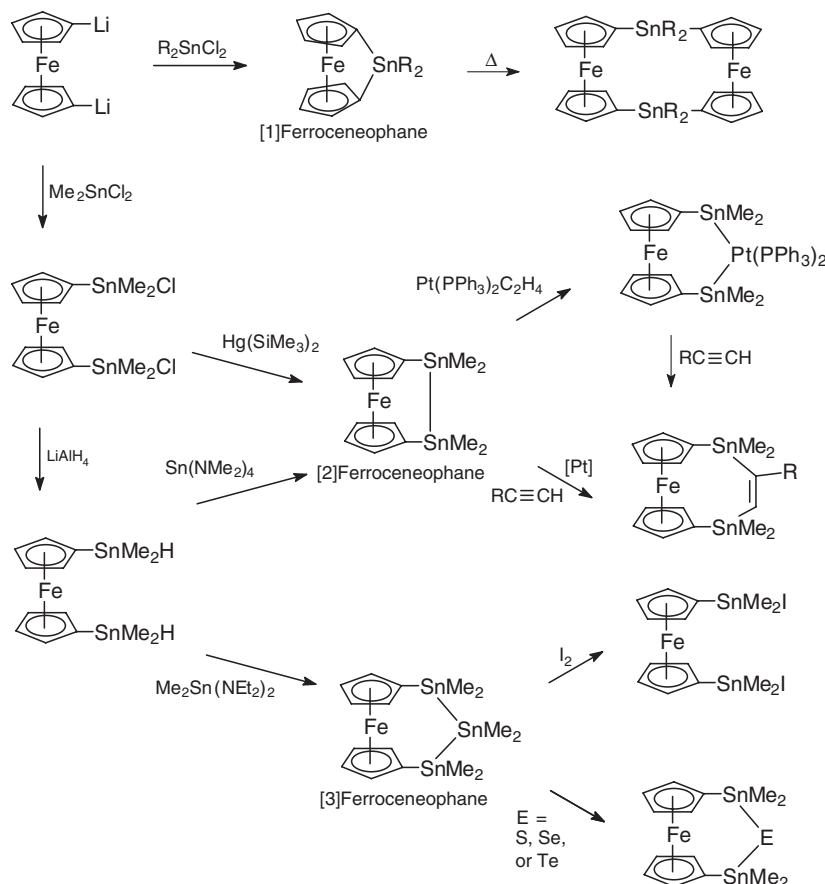 Li
Fe
Li
R₂SnCl₂
Fe
SnR₂
[1]Ferroceneophane
Δ
SnR₂
Fe
Fe
SnR₂
Me₂SnCl₂
SnMe₂Cl
Fe
SnMe₂Cl
Hg(SiMe₃)₂
LiAlH₄
Sn(NMe₂)₄
SnMe₂
Fe
SnMe₂
[2]Ferroceneophane
Pt(PPh₃)₂C₂H₄
SnMe₂
Fe
Pt(PPh₃)₂
SnMe₂
RC≡CH
[Pt]
RC≡CH
SnMe₂
R
Fe
SnMe₂
SnMe₂H
Fe
SnMe₂H
Me₂Sn(NEt₂)₂
SnMe₂
Fe
SnMe₂
SnMe₂
[3]Ferroceneophane
I₂
SnMe₂I
Fe
SnMe₂I
E =
S, Se,
or Te
SnMe₂
Fe
E
SnMe₂